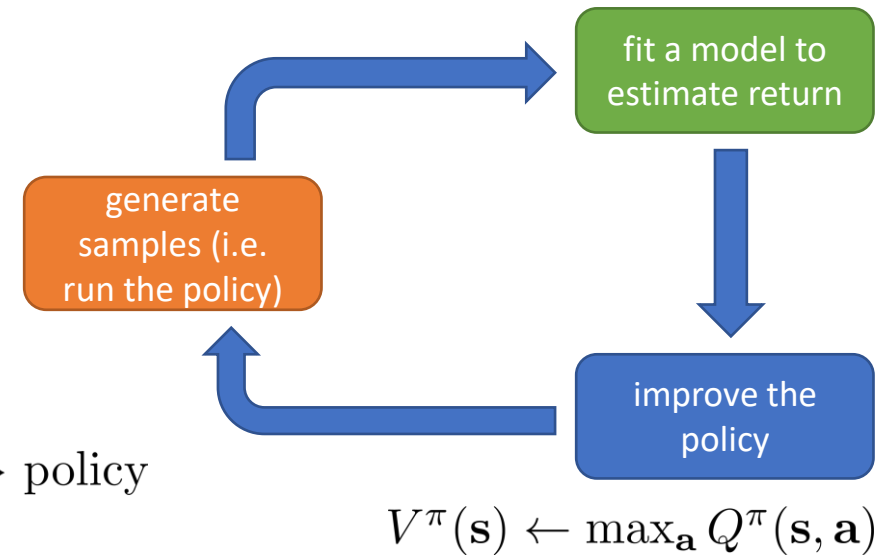 fit a model to
estimate return
generate
samples (i.e.
run the policy)
improve the
policy
policy
V^π(s) ← max_a Q^π(s, a)